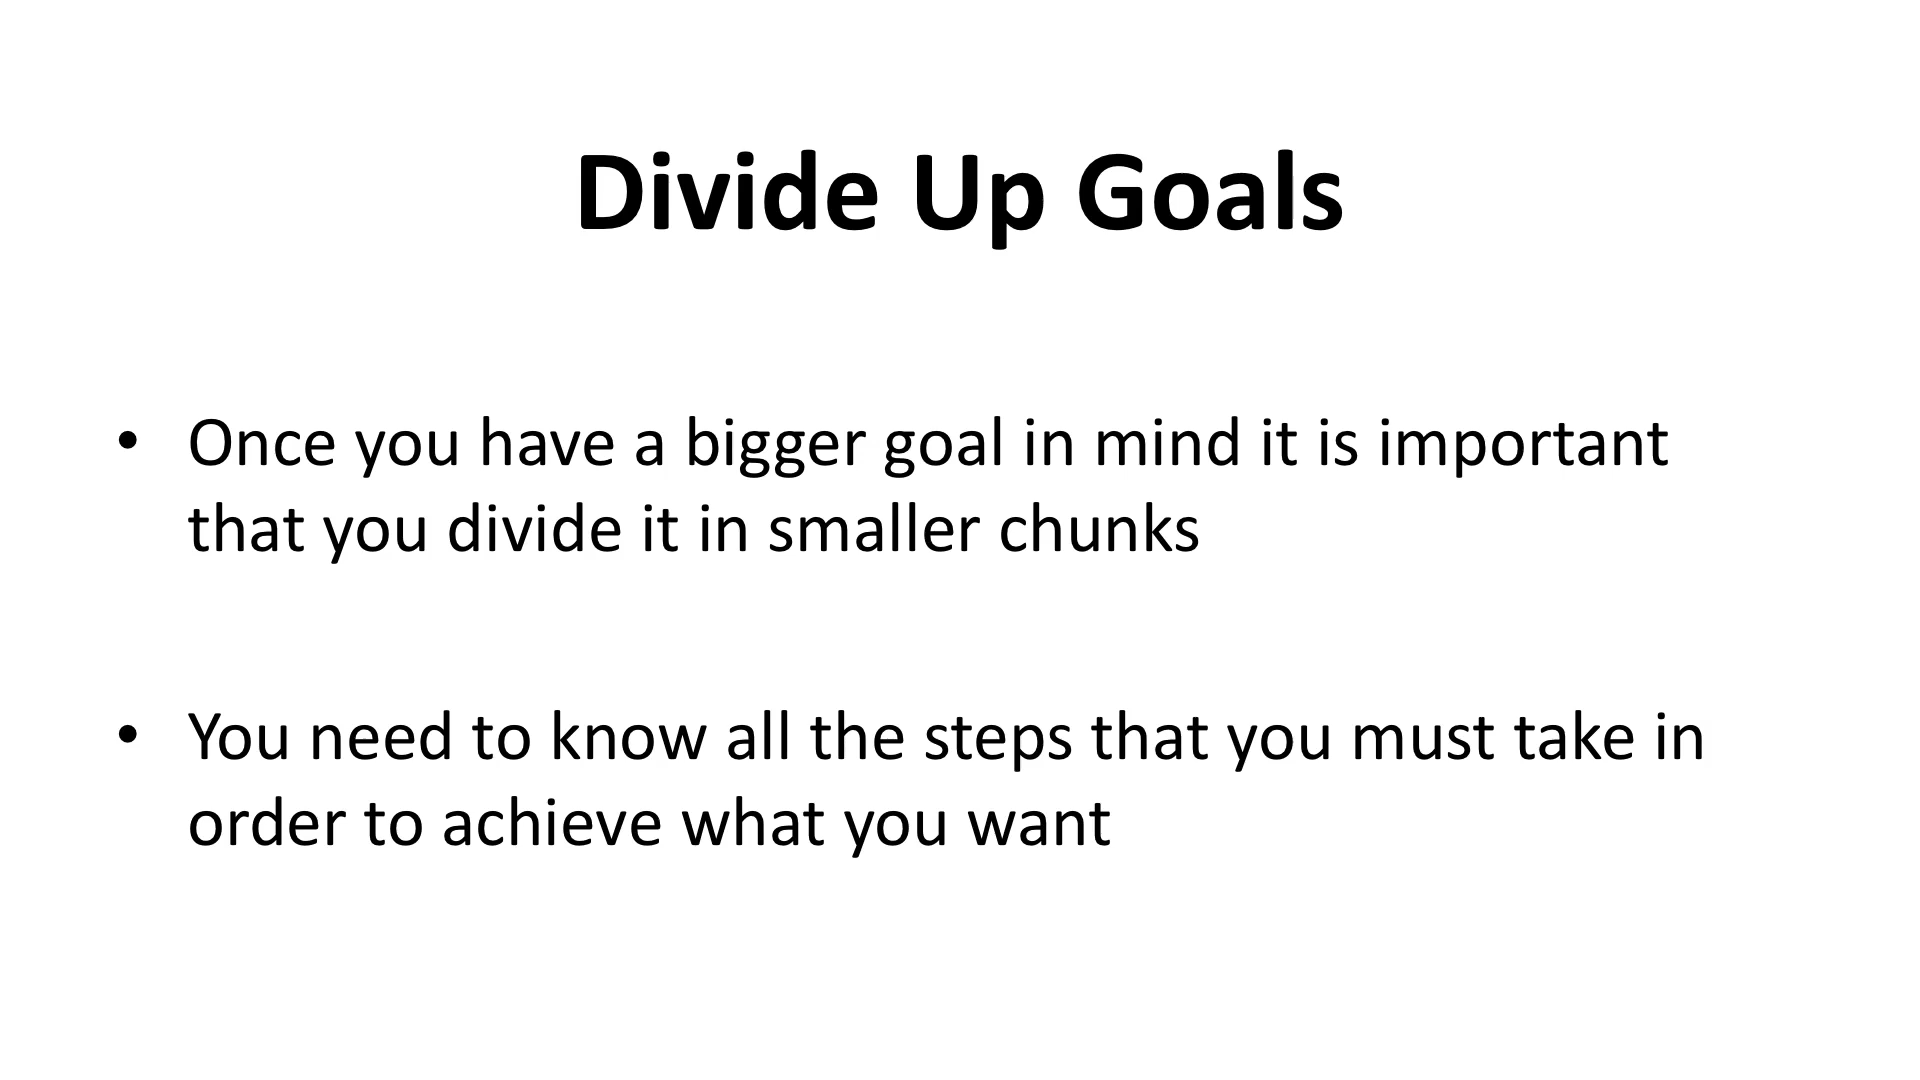 Divide Up Goals
• Once you have a bigger goal in mind it is important
that you divide it in smaller chunks
• You need to know all the steps that you must take in
order to achieve what you want